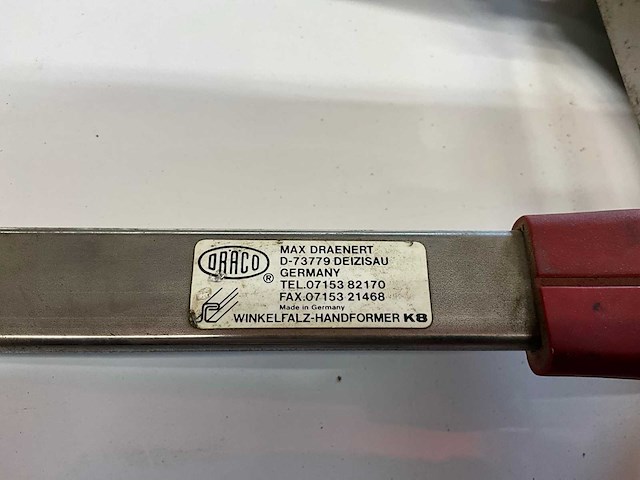 DRACO ®
MAX DRAENERT
D-73779 DEIZISAU
GERMANY
TEL.07153 82170
FAX.07153 21468
Made in Germany
WINKELFALZ-HANDFORMER K8